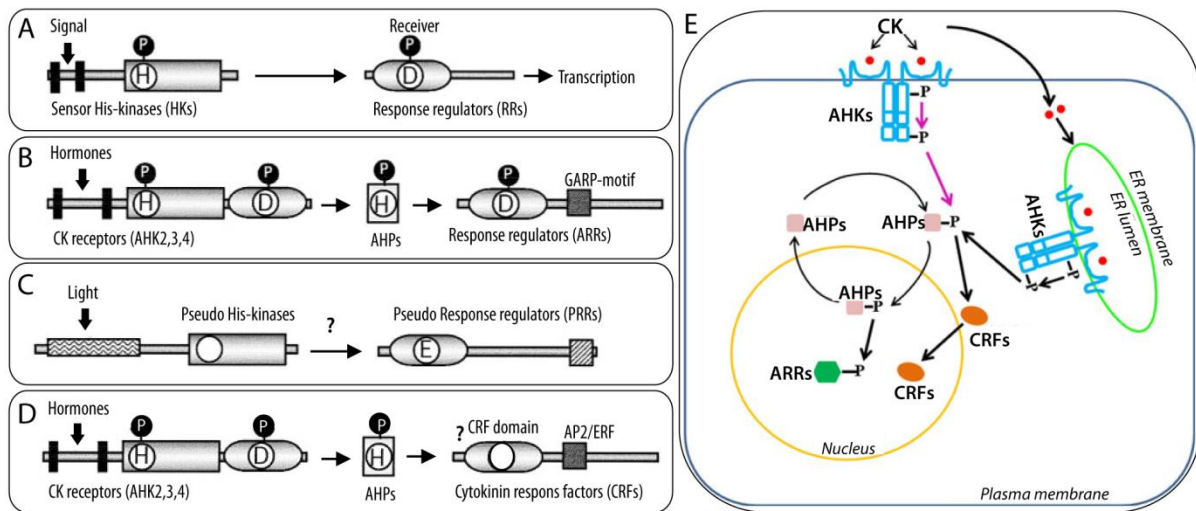 A
Signal
P
H
Sensor His-kinases (HKs)
Receiver
P
D
Response regulators (RRs)
Transcription
B
Hormones
P
H
P
D
CK receptors (AHK2,3,4)
P
H
AHPs
P
D
GARP-motif
Response regulators (ARRs)
C
Light
Pseudo His-kinases
?
Pseudo Response regulators (PRRs)
E
D
Hormones
P
H
P
D
CK receptors (AHK2,3,4)
P
H
AHPs
? CRF domain
AP2/ERF
Cytokinin respons factors (CRFs)
E
CK
P
AHKs
P
ER membrane
ER lumen
AHKs
P
P
AHPs
AHPs
P
AHPs
P
CRFs
ARRs
P
CRFs
Nucleus
Plasma membrane